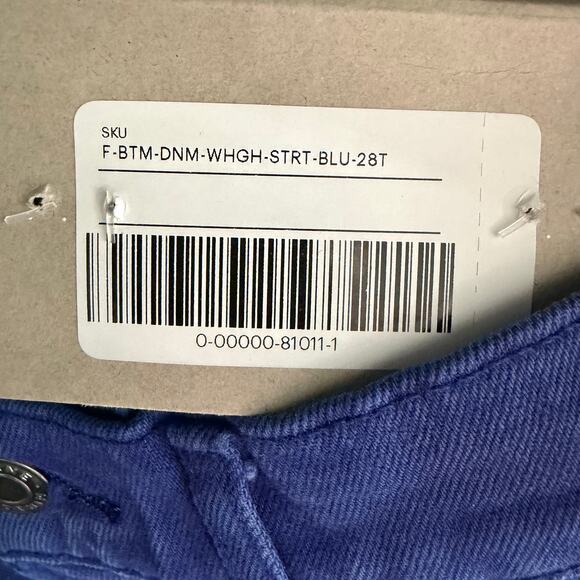 SKU
F-BTM-DNM-WHGH-STRT-BLU-28T
0-00000-81011-1